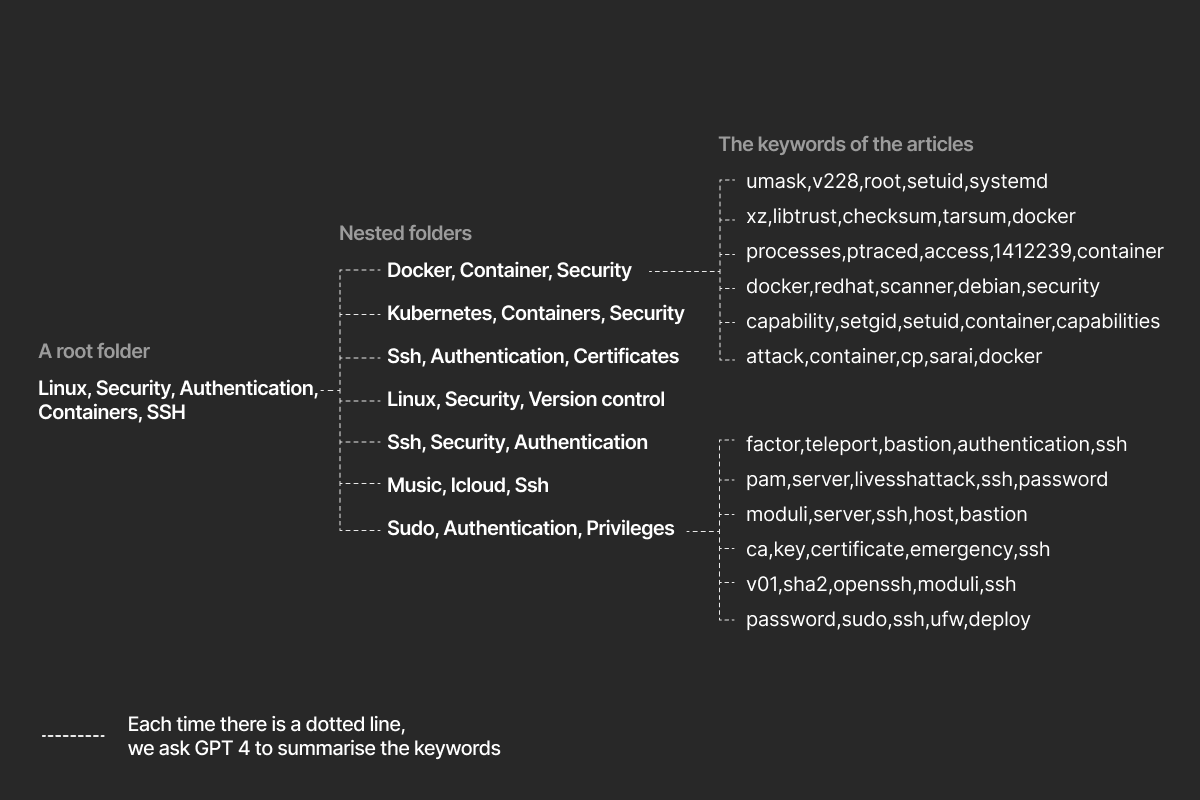 The keywords of the articles
umask,v228,root,setuid,systemd
xz,libtrust,checksum,tarsum,docker
processes,ptraced,access,1412239,container
docker,redhat,scanner,debian,security
capability,setgid,setuid,container,capabilities
attack,container,cp,sarai,docker
Nested folders
Docker, Container, Security
Kubernetes, Containers, Security
Ssh, Authentication, Certificates
Linux, Security, Version control
Ssh, Security, Authentication
Music, Icloud, Ssh
Sudo, Authentication, Privileges
A root folder
Linux, Security, Authentication,
Containers, SSH
factor,teleport,bastion,authentication,ssh
pam,server,livesshattack,ssh,password
moduli,server,ssh,host,bastion
ca,key,certificate,emergency,ssh
v01,sha2,openssh,moduli,ssh
password,sudo,ssh,ufw,deploy
Each time there is a dotted line,
we ask GPT 4 to summarise the keywords